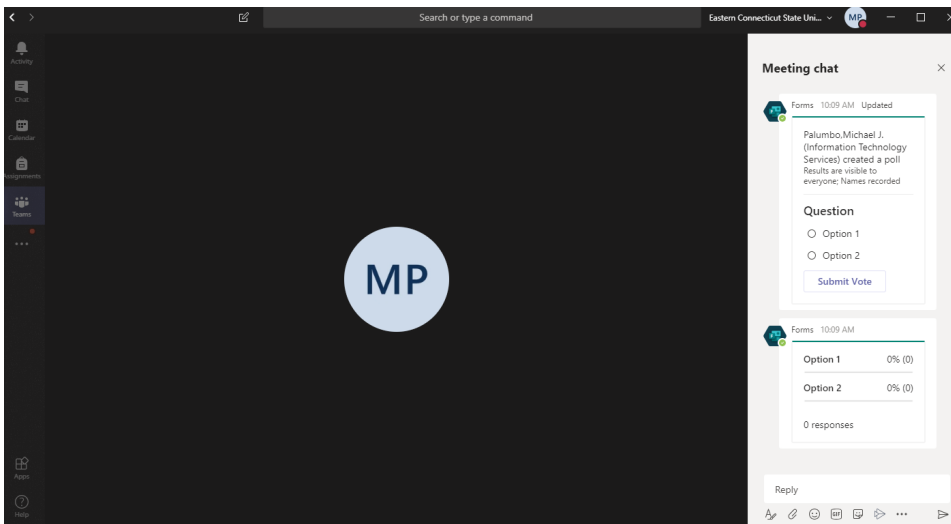 Search or type a command
Eastern Connecticut State Uni...
MP
Activity
Chat
Calendar
Assignments
Teams
Apps
Help
MP
Meeting chat
Forms 10:09 AM Updated
Palumbo,Michael J.
(Information Technology
Services) created a poll
Results are visible to
everyone; Names recorded
Question
Option 1
Option 2
Submit Vote
Forms 10:09 AM
Option 1 0% (0)
Option 2 0% (0)
0 responses
Reply
GIF